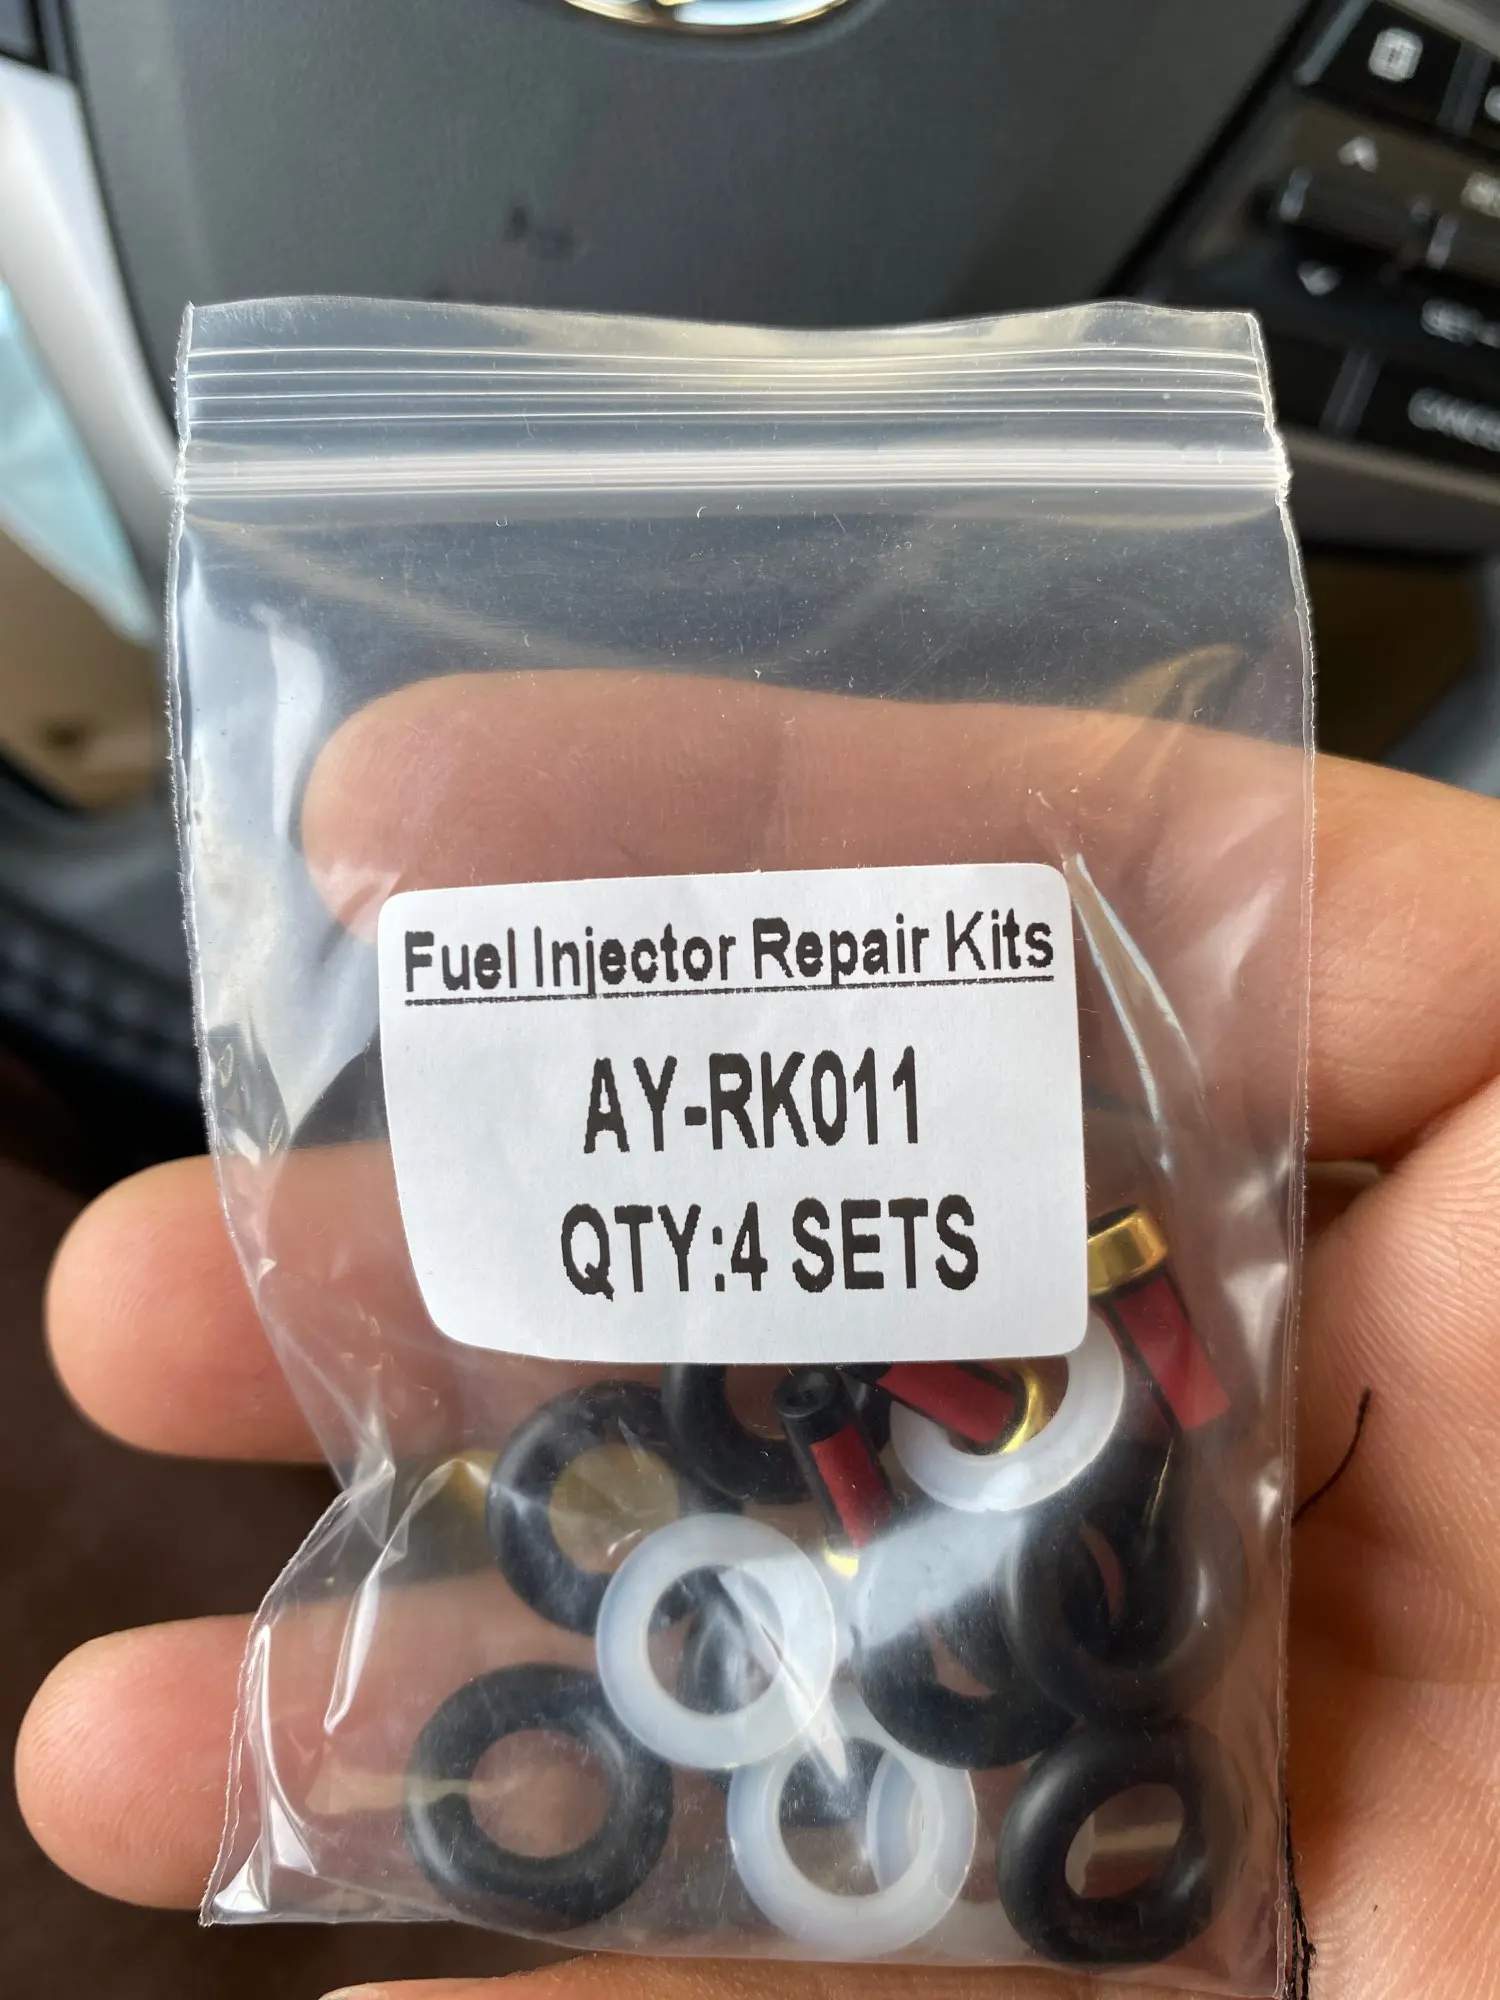 Fuel Injector Repair Kits
AY-RK011
QTY:4 SETS